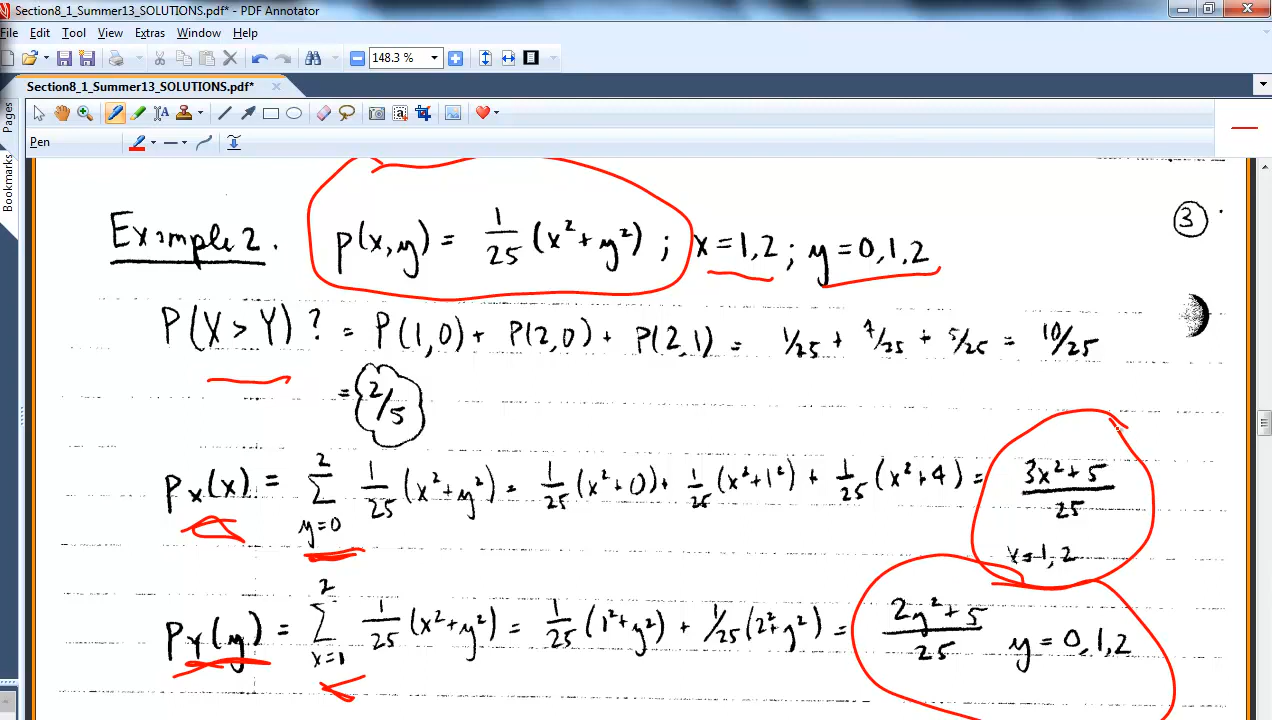 Section8_1_Summer13_SOLUTIONS.pdf* - PDF Annotator
File Edit Tool View Extras Window Help
148.3 %
Section8_1_Summer13_SOLUTIONS.pdf*
Pages
Bookmarks
Pen
3
Example 2. p(x,y) = 1/25 (x² + y²) ; x = 1,2 ; y = 0,1,2
P(X > Y) ? = P(1,0) + P(2,0) + P(2,1) = 1/25 + 4/25 + 5/25 = 10/25
= 2/5
p_X(x) = Σ_{y=0}^{2} 1/25 (x² + y²) = 1/25 (x² + 0) + 1/25 (x² + 1²) + 1/25 (x² + 4) = (3x² + 5)/25
x = 1, 2
p_Y(y) = Σ_{x=1}^{2} 1/25 (x² + y²) = 1/25 (1² + y²) + 1/25 (2² + y²) = (2y² + 5)/25 y = 0,1,2